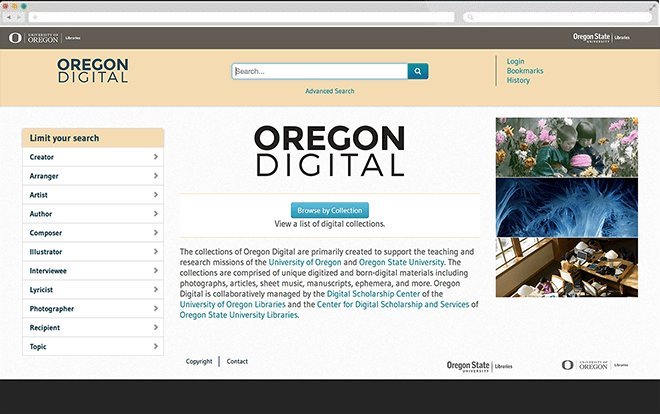 UNIVERSITY OF
OREGON
Libraries
Oregon State
UNIVERSITY
Libraries
OREGON
DIGITAL
Search...
Advanced Search
Login
Bookmarks
History
Limit your search
Creator
Arranger
Artist
Author
Composer
Illustrator
Interviewee
Lyricist
Photographer
Recipient
Topic
OREGON
DIGITAL
Browse by Collection
View a list of digital collections.
The collections of Oregon Digital are primarily created to support the teaching and
research missions of the University of Oregon and Oregon State University. The
collections are comprised of unique digitized and born-digital materials including
photographs, articles, sheet music, manuscripts, ephemera, and more. Oregon
Digital is collaboratively managed by the Digital Scholarship Center of the
University of Oregon Libraries and the Center for Digital Scholarship and Services of
Oregon State University Libraries.
Copyright
Contact
Oregon State
UNIVERSITY
Libraries
UNIVERSITY OF
OREGON
Libraries